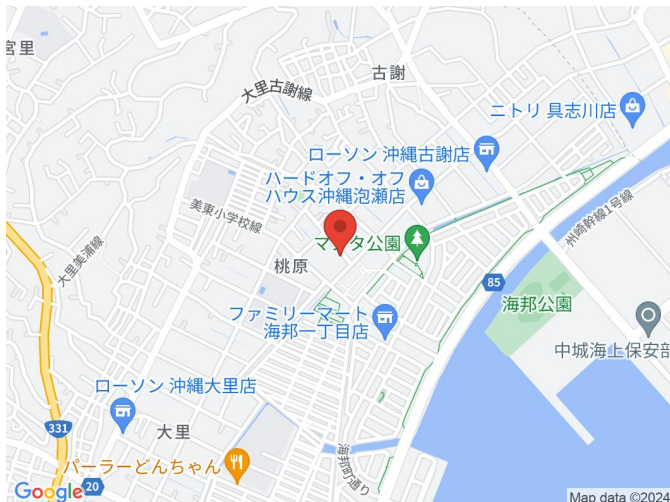 宮里
古謝
大里古謝線
ニトリ 具志川店
ローソン 沖縄古謝店
ハードオフ・オフ
ハウス沖縄泡瀬店
美東小学校線
州崎幹線1号線
大里美浦線
桃原
85
海邦公園
ファミリーマート
海邦一丁目店
中城海上保安部
ローソン 沖縄大里店
331
大里
パーラーどんちゃん
海邦町通り
Google
20
Map data ©2024